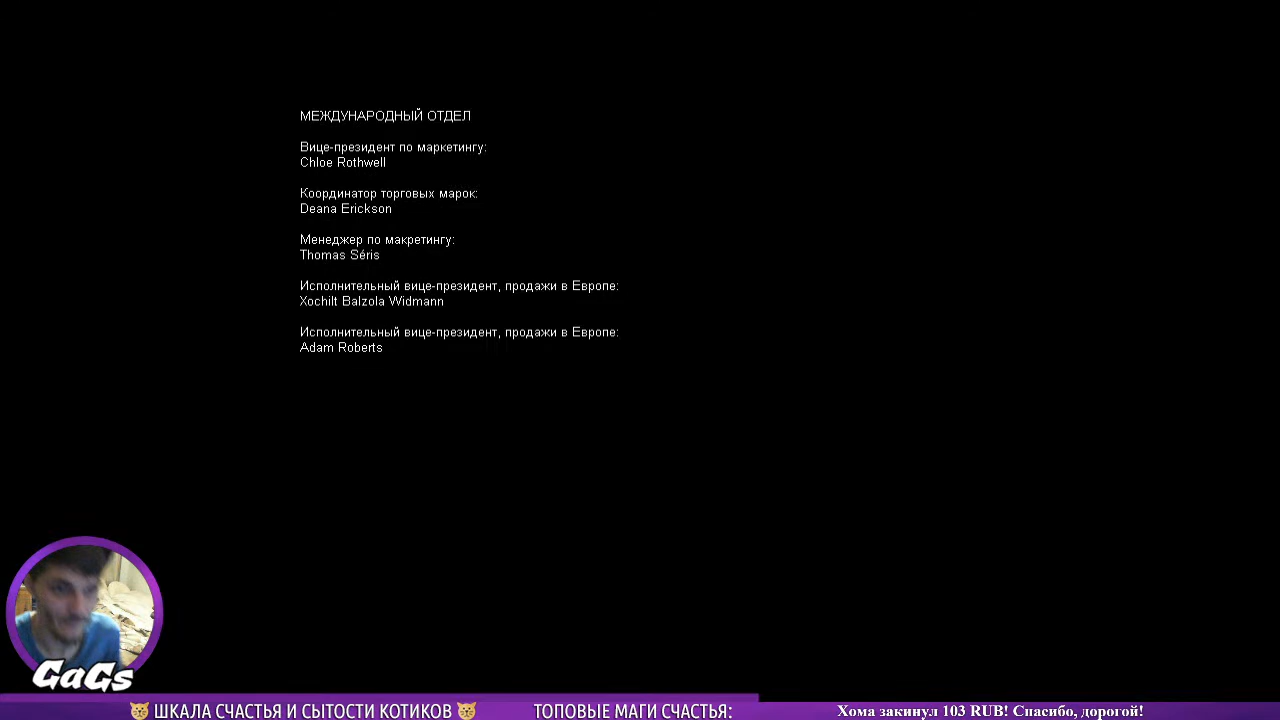 МЕЖДУНАРОДНЫЙ ОТДЕЛ
Вице-президент по маркетингу:
Chloe Rothwell
Координатор торговых марок:
Deana Erickson
Менеджер по макретингу:
Thomas Séris
Исполнительный вице-президент, продажи в Европе:
Xochilt Balzola Widmann
Исполнительный вице-президент, продажи в Европе:
Adam Roberts
GaGs
ШКАЛА СЧАСТЬЯ И СЫТОСТИ КОТИКОВ
ТОПОВЫЕ МАГИ СЧАСТЬЯ:
Хома закинул 103 RUB! Спасибо, дорогой!